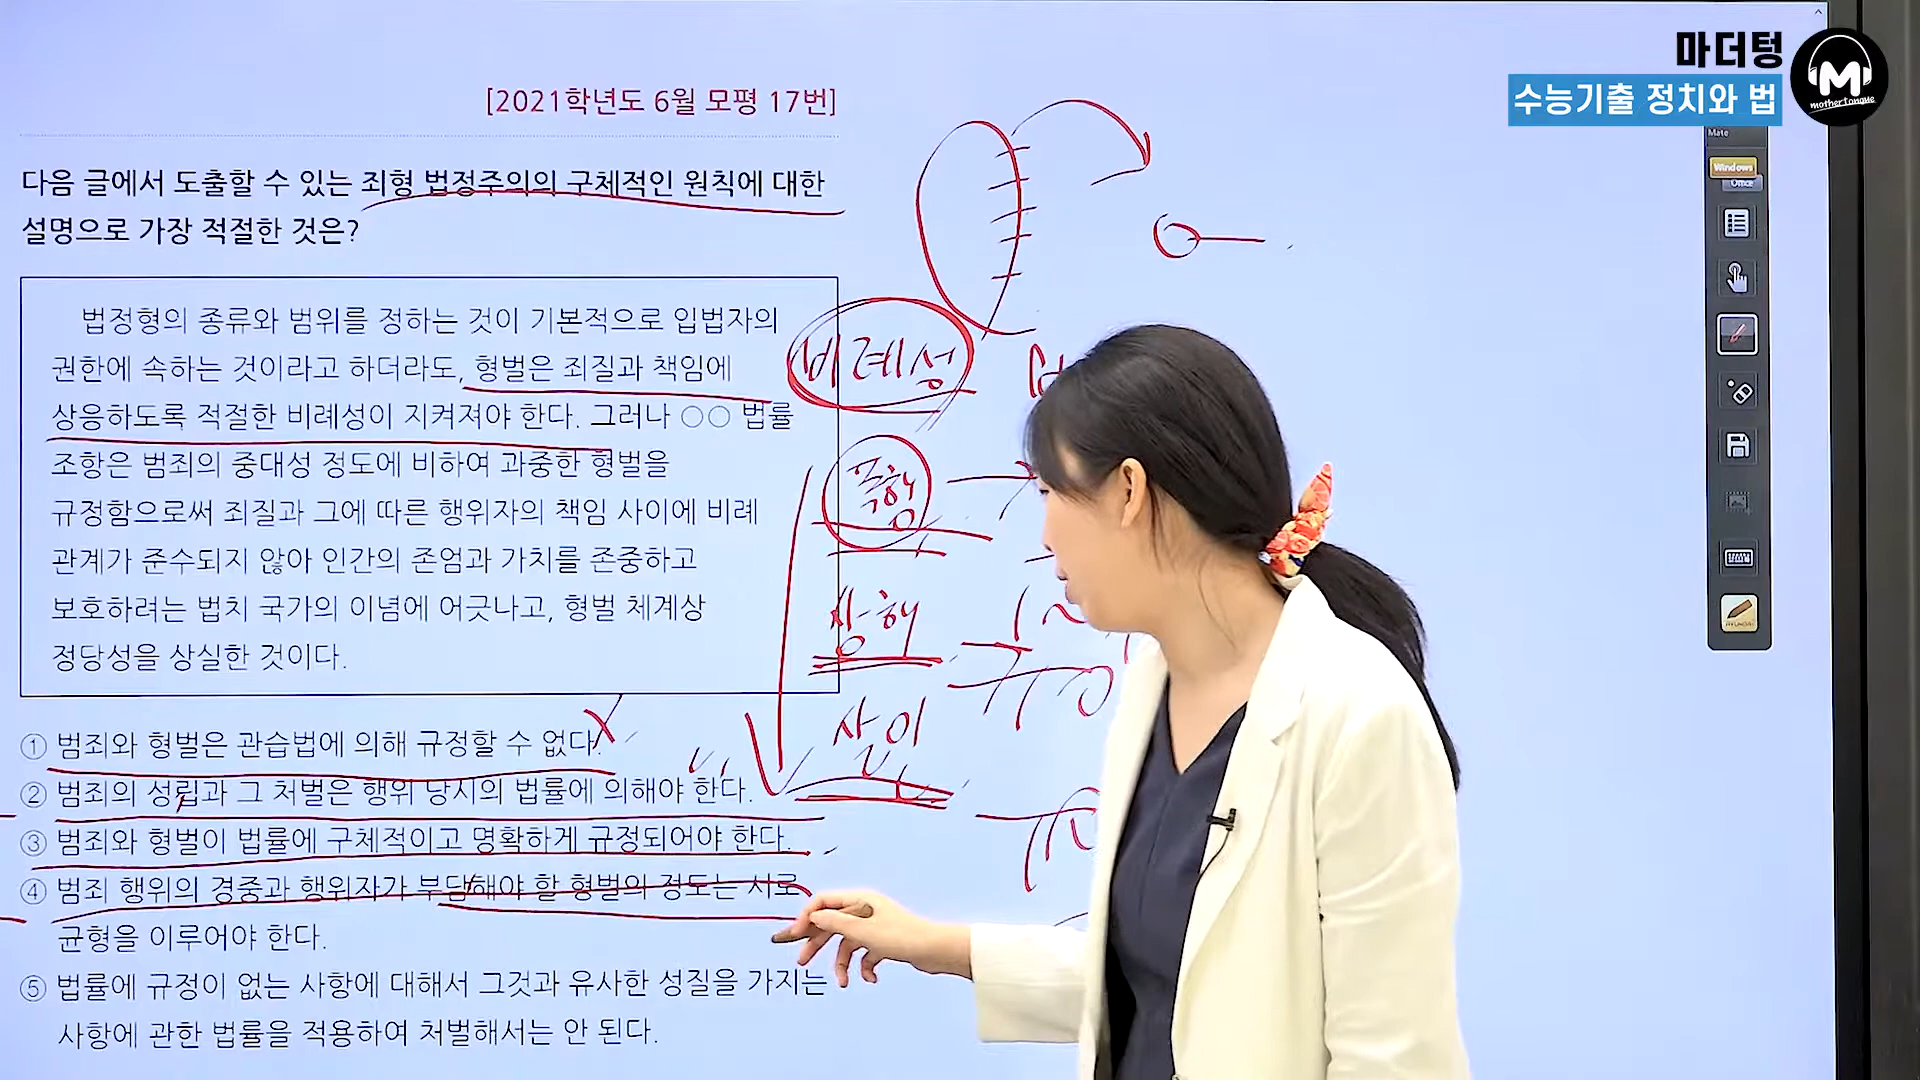 마더텅
수능기출 정치와 법
M
mothertongue
Mate
Windows
Office
[2021학년도 6월 모평 17번]
다음 글에서 도출할 수 있는 죄형 법정주의의 구체적인 원칙에 대한
설명으로 가장 적절한 것은?
법정형의 종류와 범위를 정하는 것이 기본적으로 입법자의
권한에 속하는 것이라고 하더라도, 형벌은 죄질과 책임에
상응하도록 적절한 비례성이 지켜져야 한다. 그러나 ○○ 법률
조항은 범죄의 중대성 정도에 비하여 과중한 형벌을
규정함으로써 죄질과 그에 따른 행위자의 책임 사이에 비례
관계가 준수되지 않아 인간의 존엄과 가치를 존중하고
보호하려는 법치 국가의 이념에 어긋나고, 형벌 체계상
정당성을 상실한 것이다.
① 범죄와 형벌은 관습법에 의해 규정할 수 없다.
② 범죄의 성립과 그 처벌은 행위 당시의 법률에 의해야 한다.
③ 범죄와 형벌이 법률에 구체적이고 명확하게 규정되어야 한다.
④ 범죄 행위의 경중과 행위자가 부담해야 할 형벌의 정도는 서로
균형을 이루어야 한다.
⑤ 법률에 규정이 없는 사항에 대해서 그것과 유사한 성질을 가지는
사항에 관한 법률을 적용하여 처벌해서는 안 된다.
비례성
폭행
상해
살인